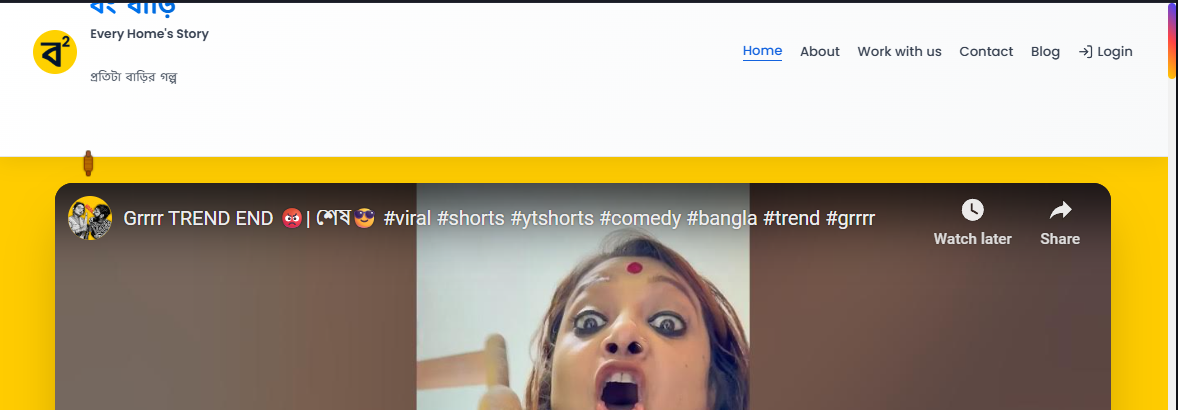 বং বাড়ি
Every Home's Story
প্রতিটা বাড়ির গল্প
ব²
Home About Work with us Contact Blog Login
Grrrr TREND END 😡| শেষ😎 #viral #shorts #ytshorts #comedy #bangla #trend #grrrr
Watch later Share